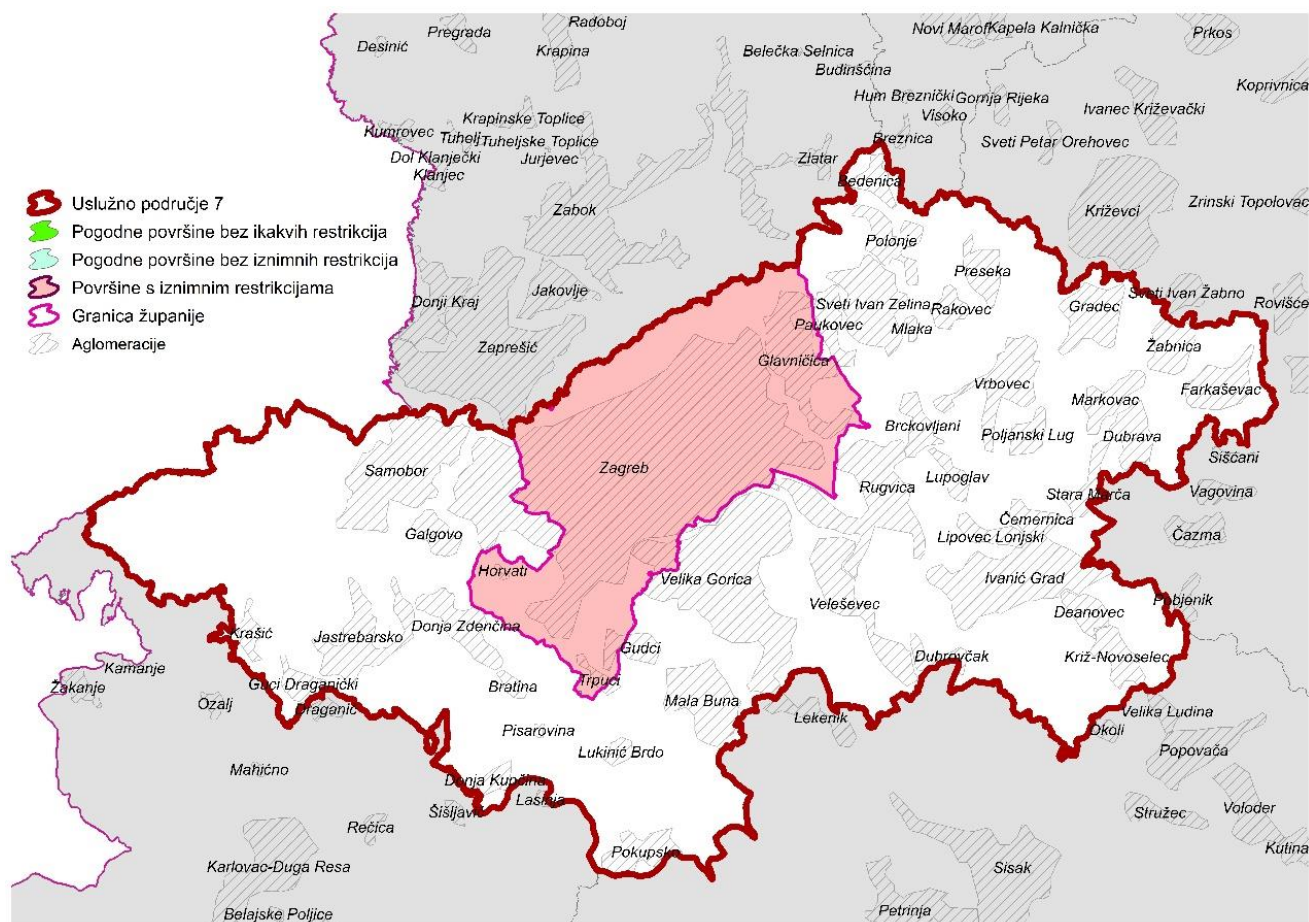 Uslužno područje 7
Pogodne površine bez ikakvih restrikcija
Pogodne površine bez iznimnih restrikcija
Površine s iznimnim restrikcijama
Granica županije
Aglomeracije
Desinić
Pregrada
Radoboj
Krapina
Belečka Selnica
Budinšćina
Novi Marof
Kapela Kalnička
Prkos
Koprivnica
Hum Breznički
Gornja Rijeka
Visoko
Ivanec Križevački
Krapinske Toplice
Kumrovec
Tuhelj
Tuheljske Toplice
Breznica
Sveti Petar Orehovec
Dol Klanječki
Jurjevec
Zlatar
Klanjec
Bedenica
Zabok
Križevci
Zrinski Topolovac
Polonje
Preseka
Donji Kraj
Jakovlje
Sveti Ivan Zelina
Rakovec
Gradec
Sveti Ivan Žabno
Rovišće
Paukovec
Mlaka
Zaprešić
Glavničica
Žabnica
Vrbovec
Farkaševac
Markovac
Brckovljani
Poljanski Lug
Dubrava
Samobor
Zagreb
Sišćani
Rugvica
Lupoglav
Stara Marča
Vagovina
Galgovo
Čemernica
Lipovec Lonjski
Čazma
Horvati
Velika Gorica
Ivanić Grad
Veleševec
Deanovec
Pobjenik
Krašić
Jastrebarsko
Donja Zdenčina
Gudci
Dubrovčak
Križ-Novoselec
Kamanje
Žakanje
Guci Draganički
Bratina
Trpuci
Ozalj
Draganić
Mala Buna
Lekenik
Velika Ludina
Pisarovina
Okoli
Lukinić Brdo
Popovača
Mahićno
Donja Kupčina
Lasinja
Šišljavić
Stružec
Voloder
Rečica
Kutina
Pokupsko
Karlovac-Duga Resa
Sisak
Belajske Poljice
Petrinja